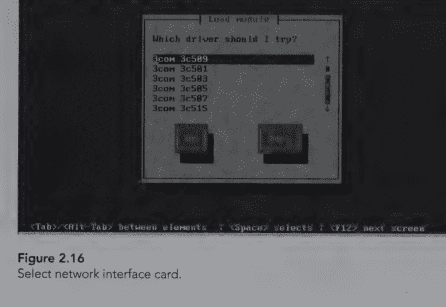 Load module
Which driver should I try?
3com 3c509
3com 3c501
3com 3c503
3com 3c505
3com 3c507
3com 3c515
<Tab>/<Alt-Tab> between elements | <Space> selects | <F12> next screen
Figure 2.16
Select network interface card.